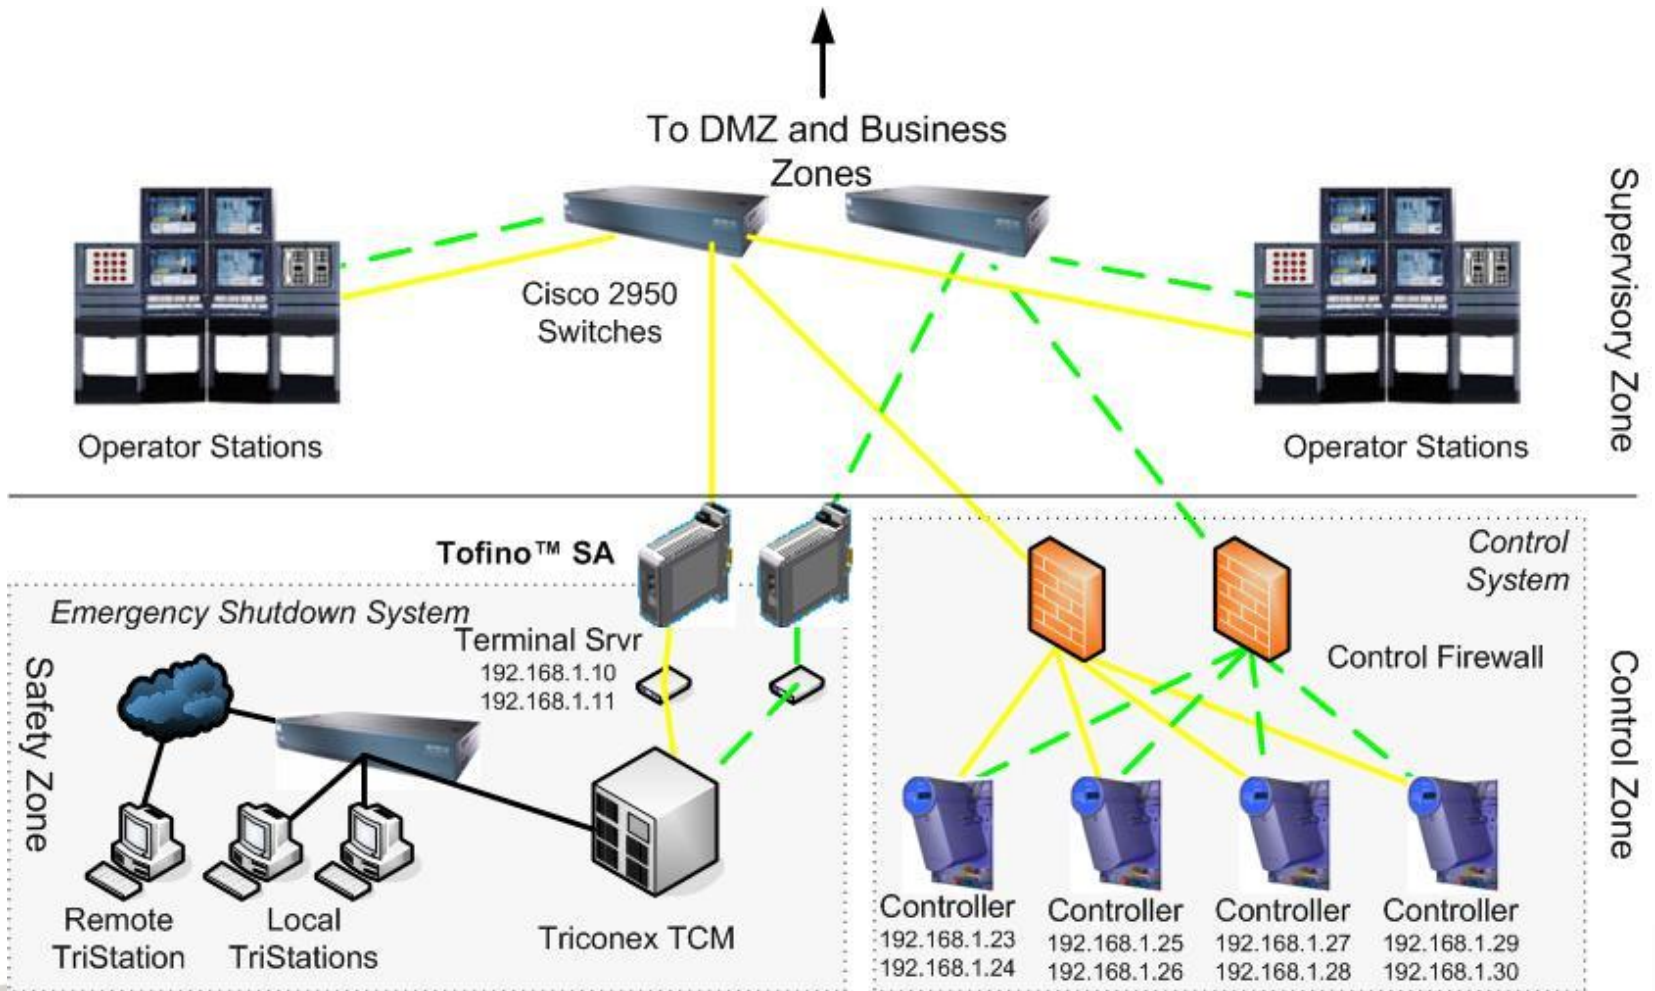 To DMZ and Business
Zones
Supervisory Zone
Cisco 2950
Switches
Operator Stations
Operator Stations
Tofino™ SA
Control
System
Emergency Shutdown System
Terminal Srvr
192.168.1.10
192.168.1.11
Control Firewall
Safety Zone
Control Zone
Remote
TriStation
Local
TriStations
Triconex TCM
Controller
192.168.1.23
192.168.1.24
Controller
192.168.1.25
192.168.1.26
Controller
192.168.1.27
192.168.1.28
Controller
192.168.1.29
192.168.1.30